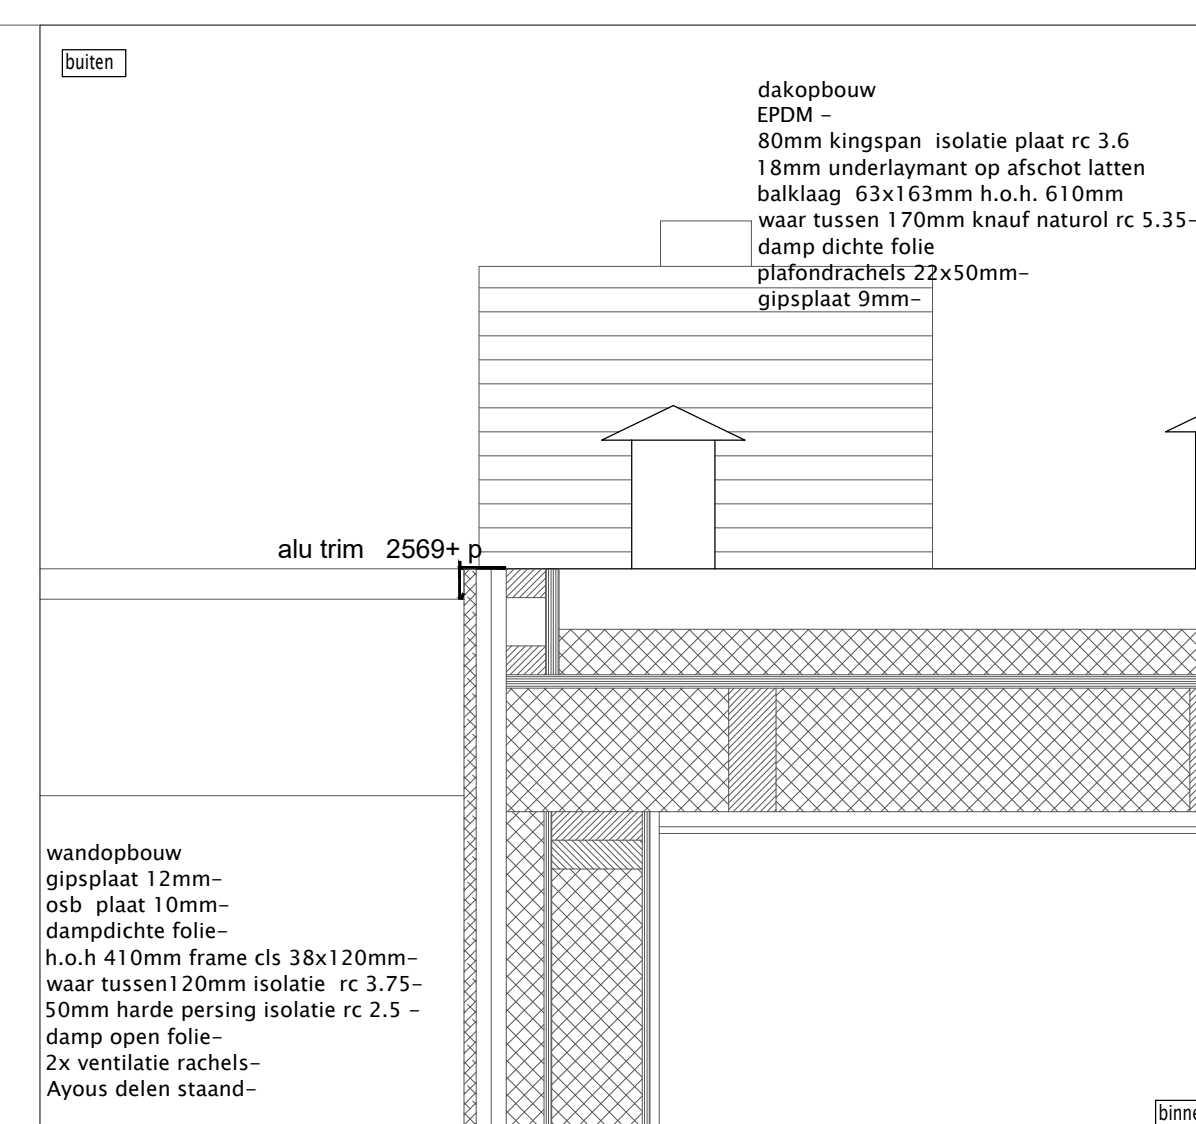 buiten
dakopbouw
EPDM –
80mm kingspan  isolatie plaat rc 3.6
18mm underlaymant op afschot latten
balklaag  63x163mm h.o.h. 610mm
waar tussen 170mm knauf naturol rc 5.35–
damp dichte folie
plafondrachels 22x50mm–
gipsplaat 9mm–
alu trim   2569+ p
wandopbouw
gipsplaat 12mm–
osb  plaat 10mm–
dampdichte folie–
h.o.h 410mm frame cls 38x120mm–
waar tussen120mm isolatie  rc 3.75–
50mm harde persing isolatie rc 2.5 –
damp open folie–
2x ventilatie rachels–
Ayous delen staand–
binne